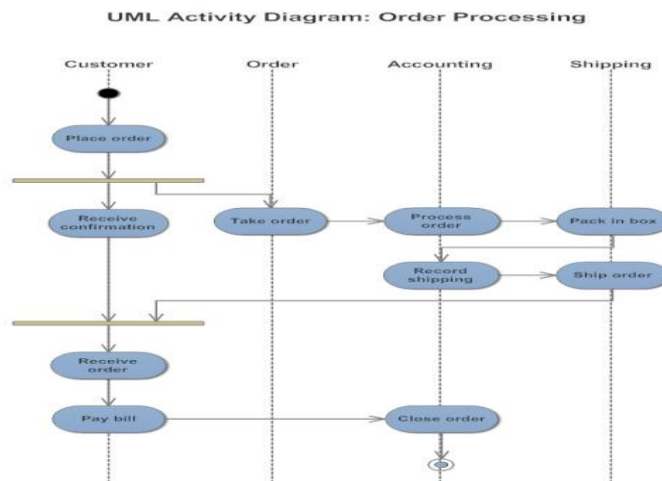 UML Activity Diagram: Order Processing
Customer
Order
Accounting
Shipping
Place order
Receive
confirmation
Take order
Process
order
Pack in box
Record
shipping
Ship order
Receive
order
Pay bill
Close order